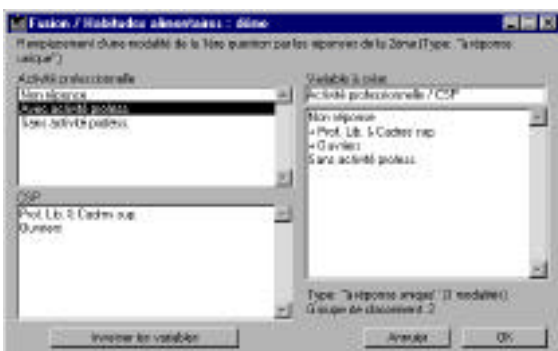 Fusion / Habitudes alimentaires : 4ème
Remplacement d'une modalité de la 1ère question par les réponses de la 2ème (Type: "à réponse
unique")
Activité professionnelle
Non réponse
Avec activité profess.
Sans activité profess.
CSP
Prof. Lib. & Cadres sup.
Ouvriers
Variable à créer
Activité professionnelle / CSP
Non réponse
Prof. Lib. & Cadres sup
Ouvriers
Sans activité profess.
Type: "à réponse unique" (3 modalités)
Groupe de classement: 2
Inverser les variables
Annuler
OK